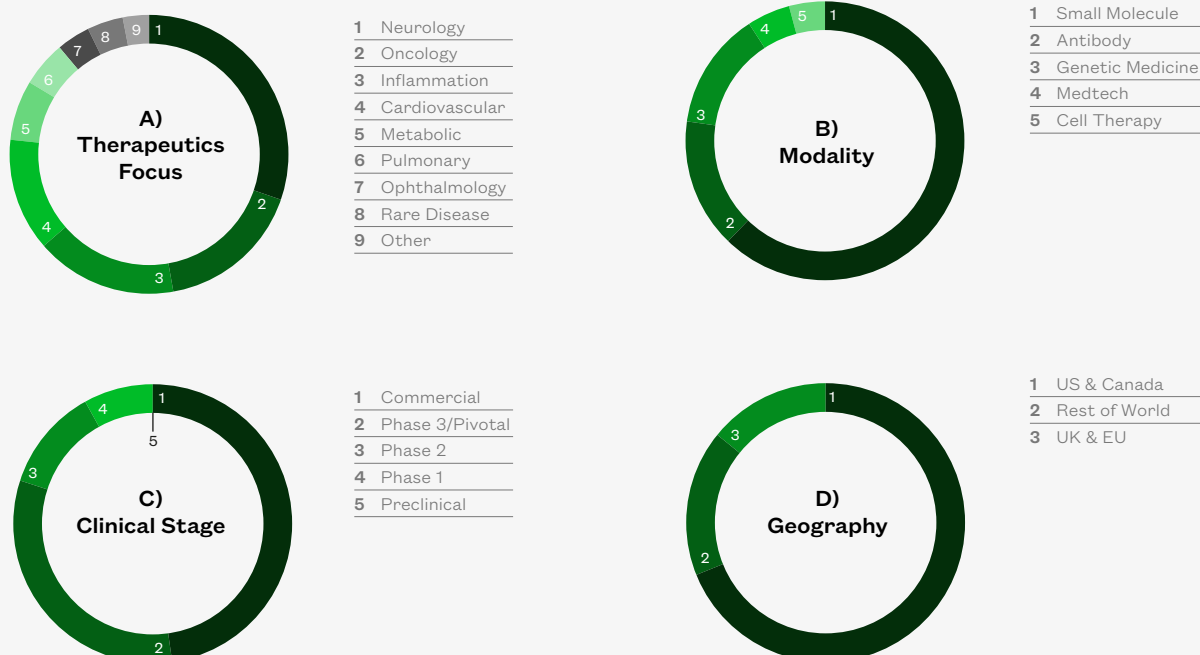 1
2
3
4
5
6
7
8
9
A)
Therapeutics
Focus
1 Neurology
2 Oncology
3 Inflammation
4 Cardiovascular
5 Metabolic
6 Pulmonary
7 Ophthalmology
8 Rare Disease
9 Other
1
2
3
4
5
B)
Modality
1 Small Molecule
2 Antibody
3 Genetic Medicine
4 Medtech
5 Cell Therapy
1
2
3
4
5
C)
Clinical Stage
1 Commercial
2 Phase 3/Pivotal
3 Phase 2
4 Phase 1
5 Preclinical
1
2
3
D)
Geography
1 US & Canada
2 Rest of World
3 UK & EU